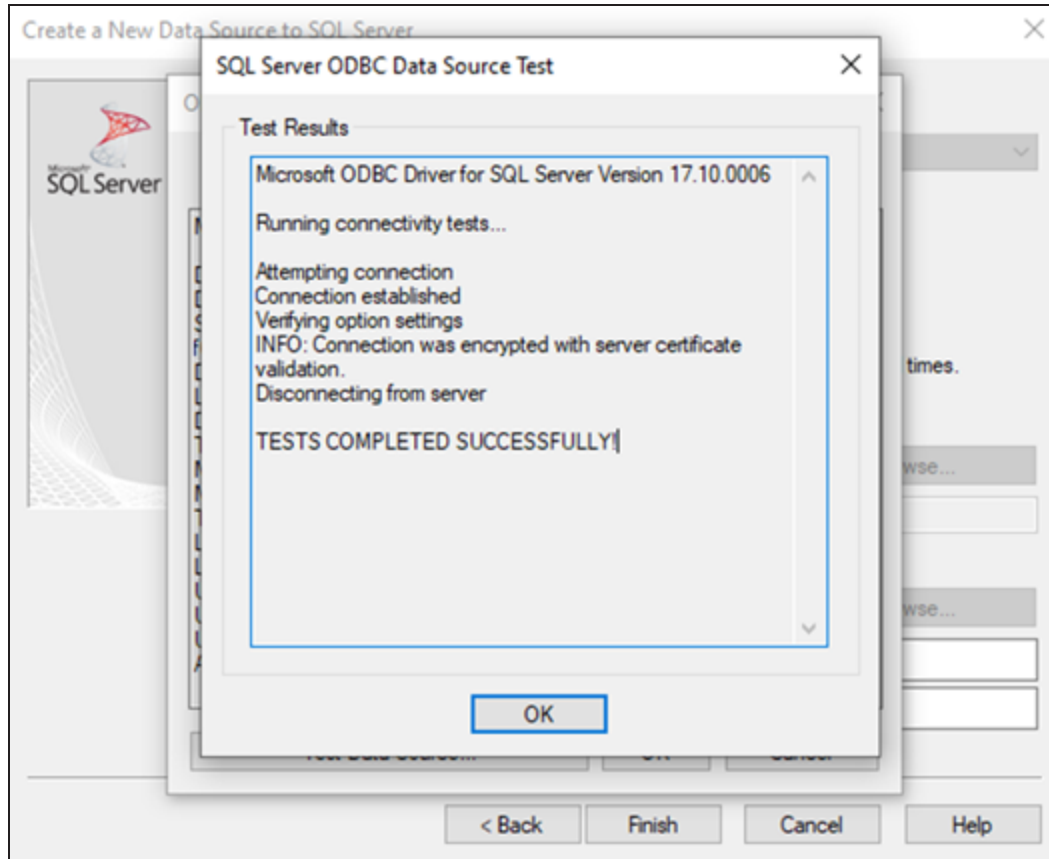 Create a New Data Source to SQL Server
SQL Server ODBC Data Source Test
Test Results
Microsoft
SQL Server
Microsoft ODBC Driver for SQL Server Version 17.10.0006
Running connectivity tests...
Attempting connection
Connection established
Verifying option settings
INFO: Connection was encrypted with server certificate
validation.
Disconnecting from server
TESTS COMPLETED SUCCESSFULLY!
times.
OK
< Back
Finish
Cancel
Help